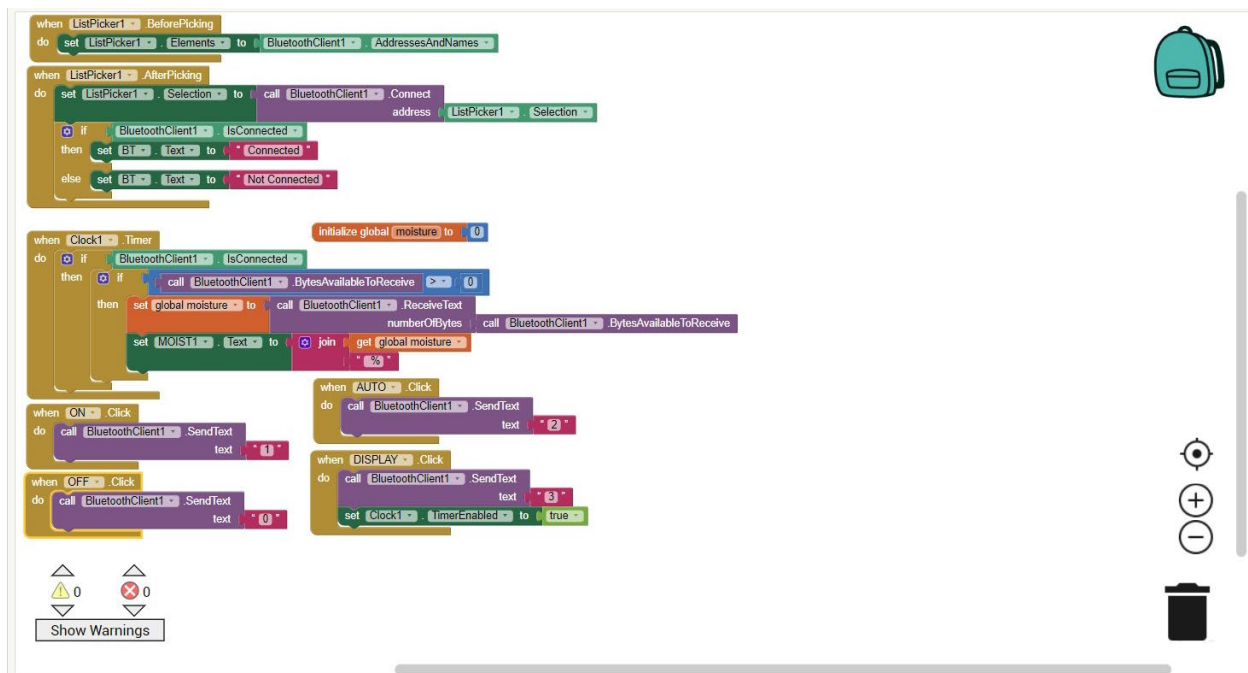 when ListPicker1 .BeforePicking
do set ListPicker1 . Elements to BluetoothClient1 . AddressesAndNames
when ListPicker1 .AfterPicking
do set ListPicker1 . Selection to call BluetoothClient1 .Connect
address ListPicker1 . Selection
if BluetoothClient1 . IsConnected
then set BT . Text to " Connected "
else set BT . Text to " Not Connected "
initialize global moisture to 0
when Clock1 .Timer
do if BluetoothClient1 . IsConnected
then if call BluetoothClient1 .BytesAvailableToReceive > 0
then set global moisture to call BluetoothClient1 .ReceiveText
numberOfBytes call BluetoothClient1 .BytesAvailableToReceive
set MOIST1 . Text to join get global moisture
" % "
when ON .Click
do call BluetoothClient1 .SendText
text " 1 "
when OFF .Click
do call BluetoothClient1 .SendText
text " 0 "
when AUTO .Click
do call BluetoothClient1 .SendText
text " 2 "
when DISPLAY .Click
do call BluetoothClient1 .SendText
text " 3 "
set Clock1 . TimerEnabled to true
0 0
Show Warnings